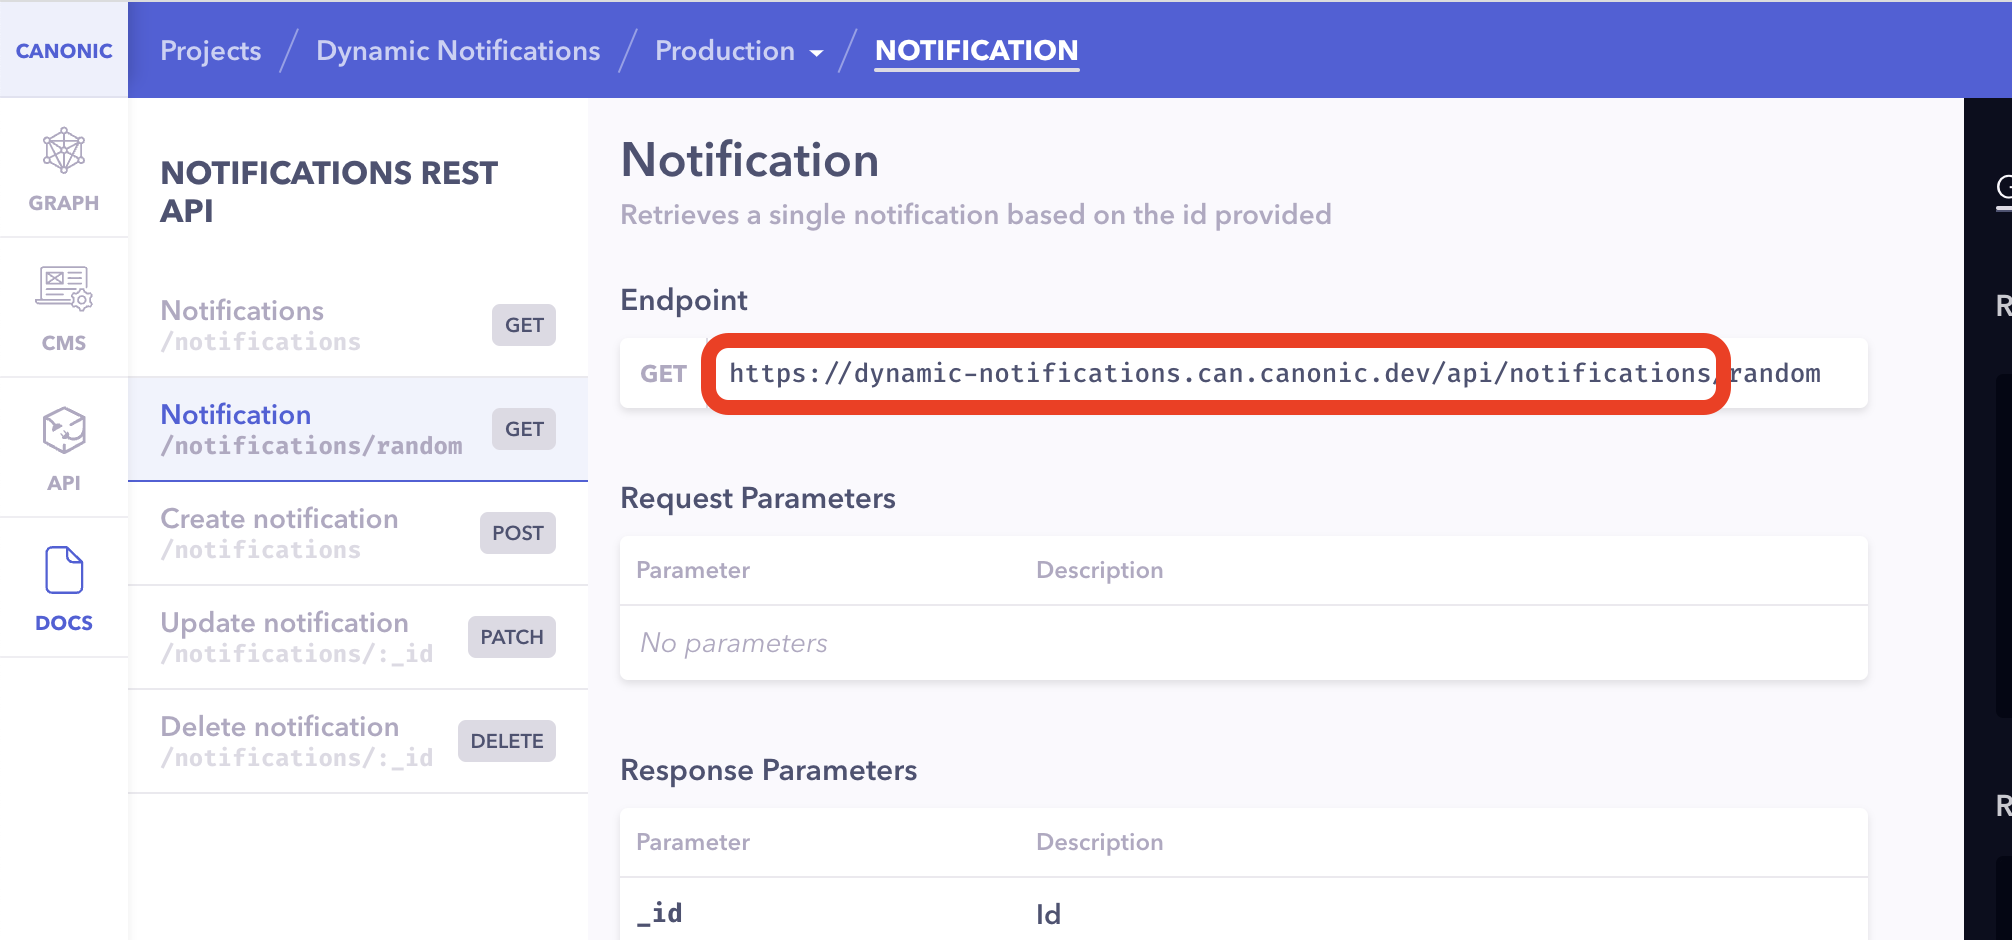 CANONIC
Projects / Dynamic Notifications / Production / NOTIFICATION
GRAPH
CMS
API
DOCS
NOTIFICATIONS REST
API
Notifications
/notifications
GET
Notification
/notifications/random
GET
Create notification
/notifications
POST
Update notification
/notifications/:_id
PATCH
Delete notification
/notifications/:_id
DELETE
Notification
Retrieves a single notification based on the id provided
Endpoint
GET https://dynamic-notifications.can.canonic.dev/api/notifications/random
Request Parameters
Parameter Description
No parameters
Response Parameters
Parameter Description
_id Id